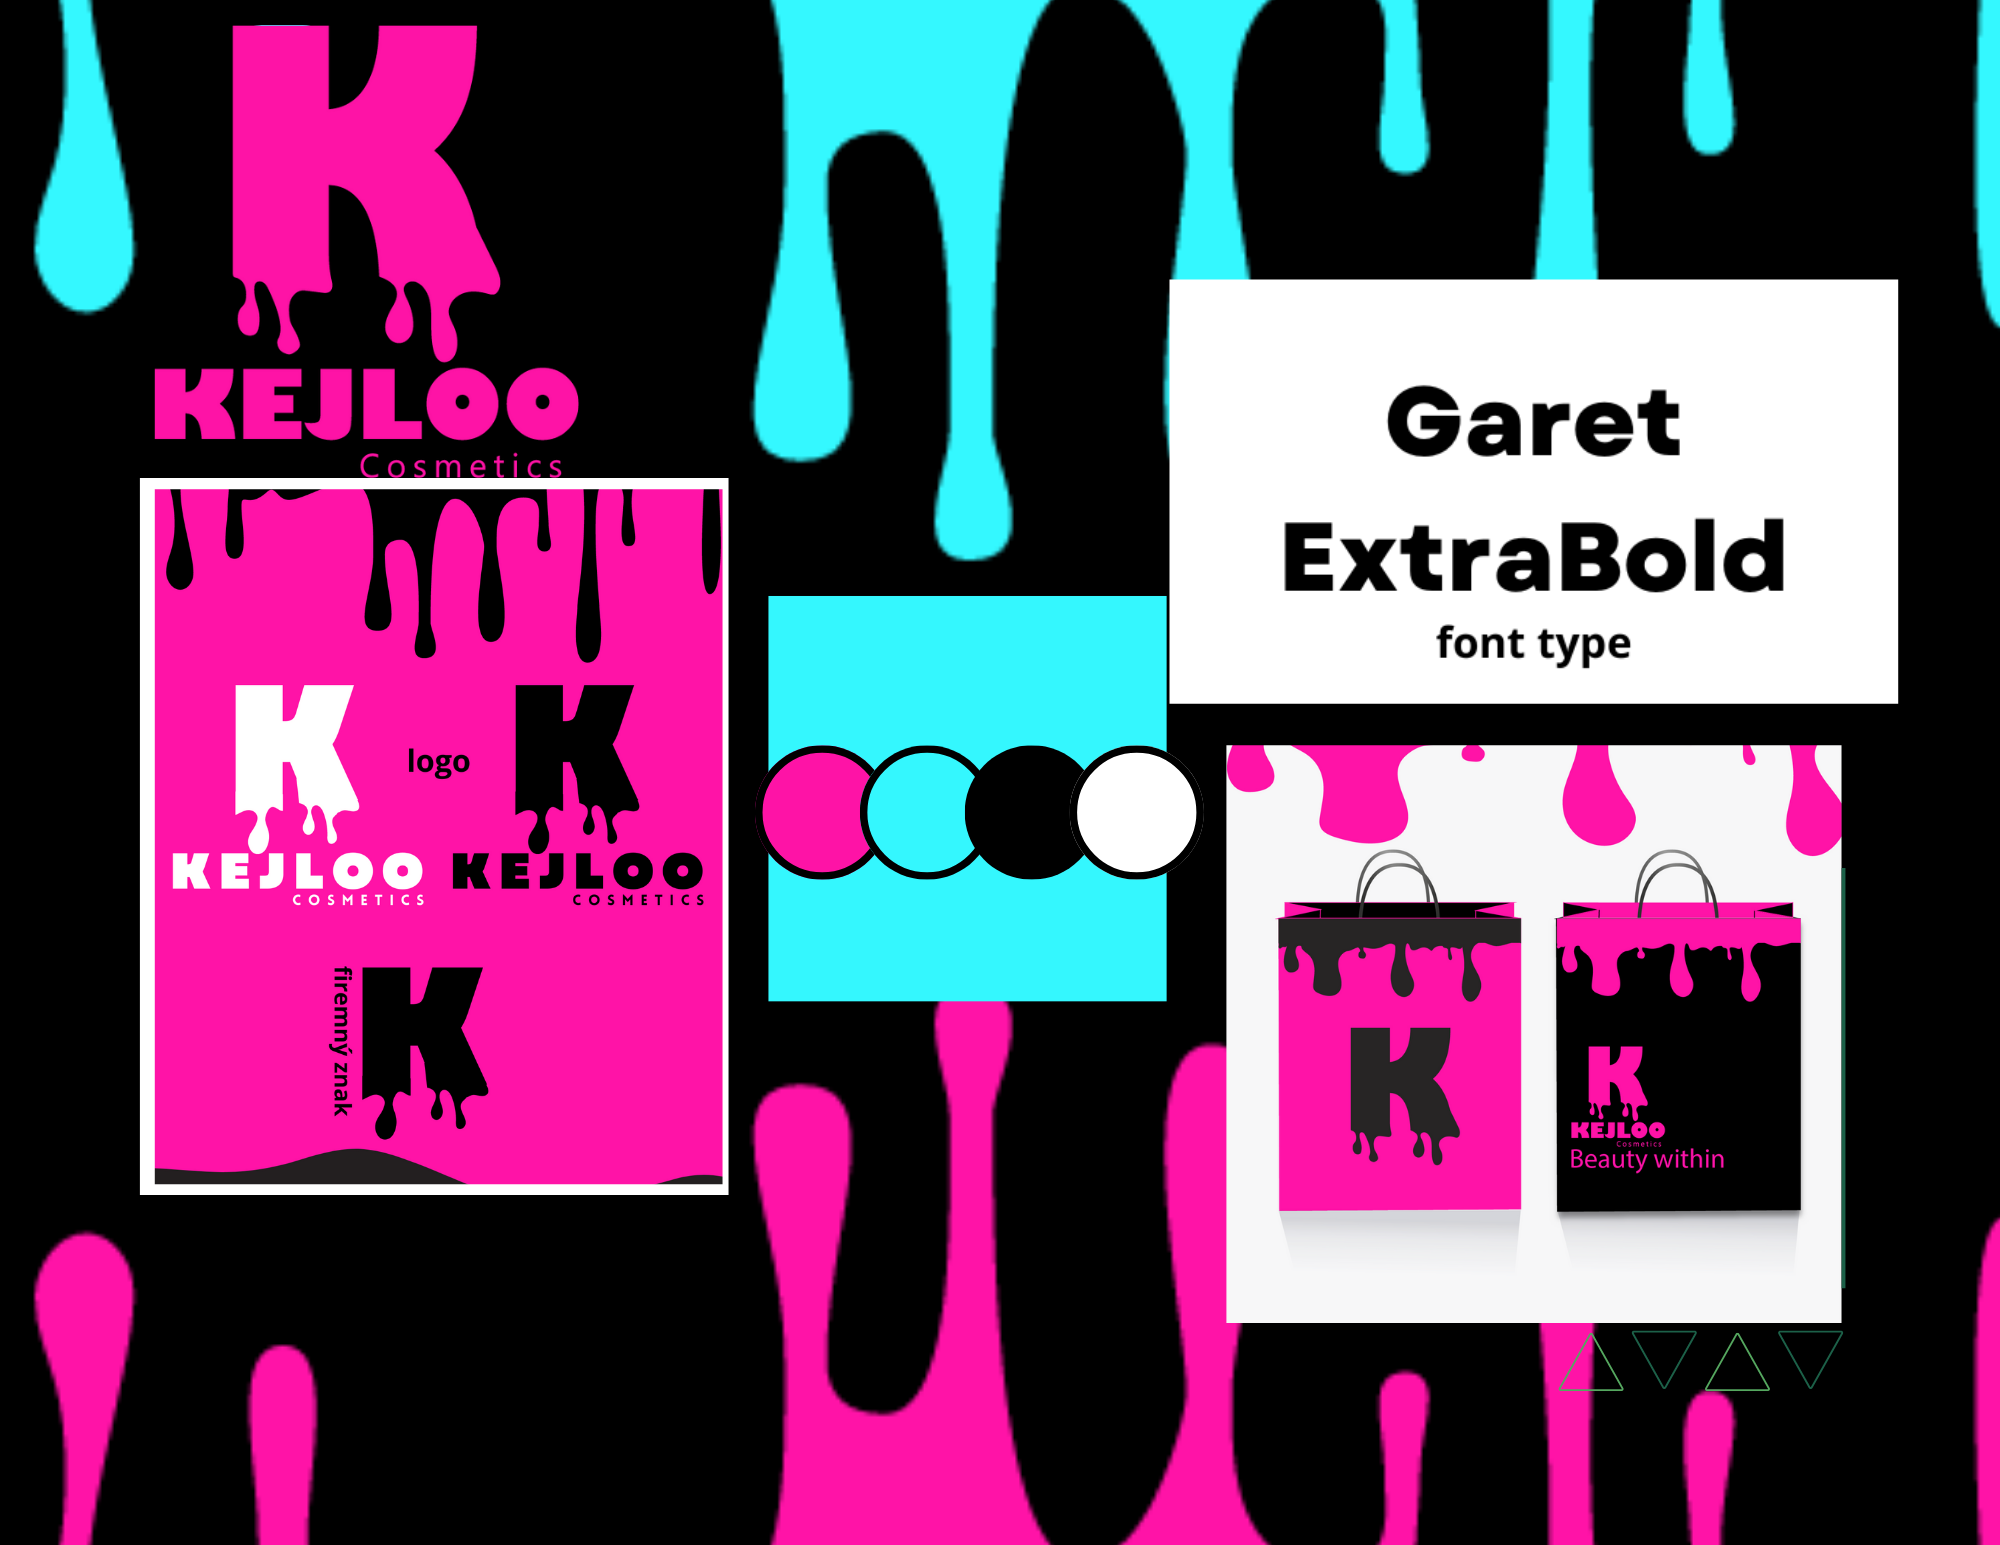 K
KEJLOO
Cosmetics
Garet
ExtraBold
font type
K
KEJLOO
COSMETICS
logo
K
KEJLOO
COSMETICS
firemný znak
K
K
K
KEJLOO
Cosmetics
Beauty within